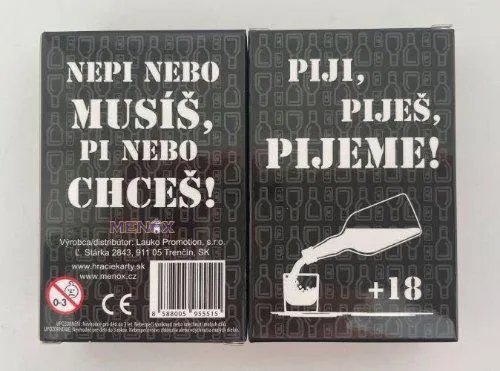 NEPI NEBO
MUSÍŠ,
PI NEBO
CHCEŠ!
MENOX
Výrobca/distribútor: Lauko Promotion, s.r.o.
Ľ. Stárka 2843, 911 05 Trenčín, SK
www.hraciekarty.sk
www.menox.cz
0-3
CE
8 588005 955515
PIJI,
PIJEŠ,
PIJEME!
+18